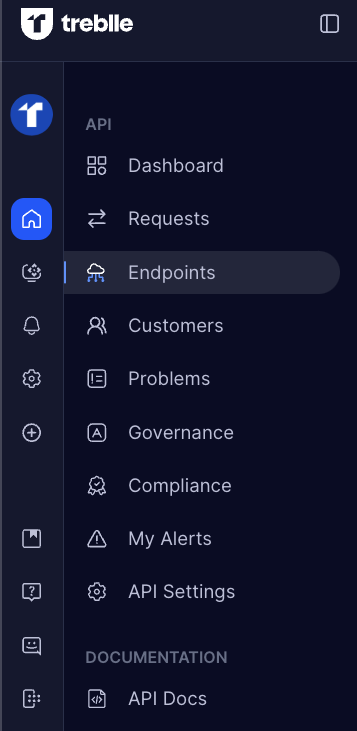 treblle
API
Dashboard
Requests
Endpoints
Customers
Problems
Governance
Compliance
My Alerts
API Settings
DOCUMENTATION
API Docs